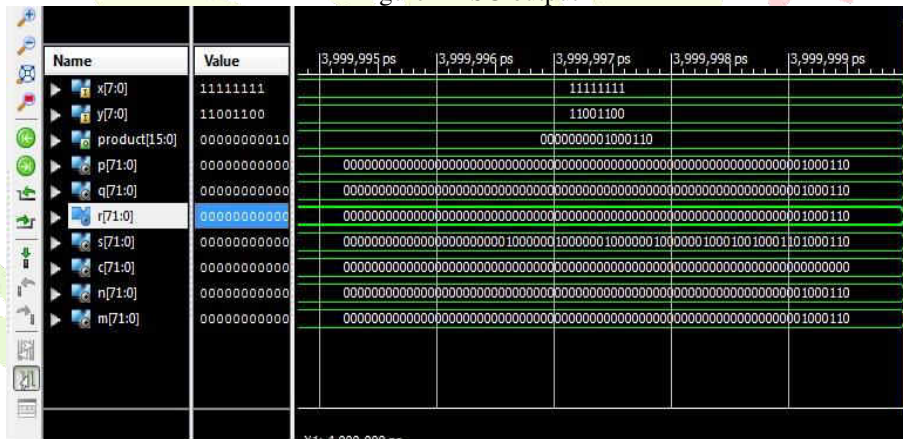 Name Value 3,999,995 ps 3,999,996 ps 3,999,997 ps 3,999,998 ps 3,999,999 ps
x[7:0] 11111111 11111111
y[7:0] 11001100 11001100
product[15:0] 00000000010 0000000001000110
p[71:0] 00000000000 000000000000000000000000000000000000000000000000000000000000000001000110
q[71:0] 00000000000 000000000000000000000000000000000000000000000000000000000000000001000110
r[71:0] 00000000000 000000000000000000000000000000000000000000000000000000000000000001000110
s[71:0] 00000000000 000000000000000000000001000000100000010000001000000100010010001101000110
c[71:0] 00000000000 000000000000000000000000000000000000000000000000000000000000000000000000
n[71:0] 00000000000 000000000000000000000000000000000000000000000000000000000000000001000110
m[71:0] 00000000000 000000000000000000000000000000000000000000000000000000000000000001000110